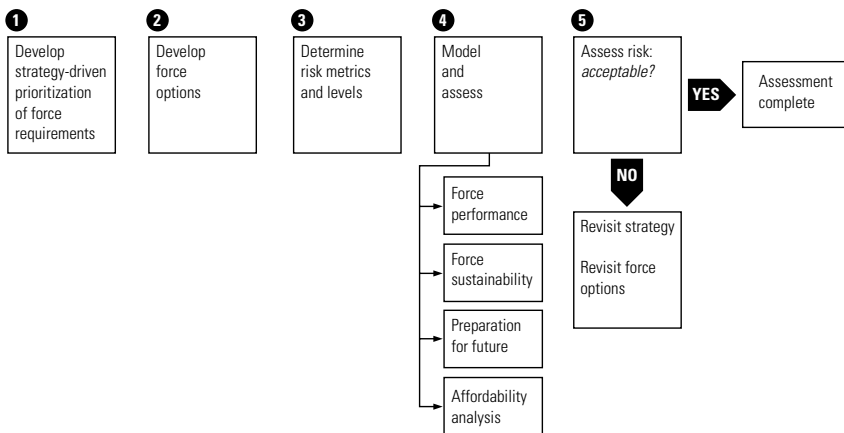 1
Develop
strategy-driven
prioritization
of force
requirements
2
Develop
force
options
3
Determine
risk metrics
and levels
4
Model
and
assess
Force
performance
Force
sustainability
Preparation
for future
Affordability
analysis
5
Assess risk:
acceptable?
YES
Assessment
complete
NO
Revisit strategy
Revisit force
options